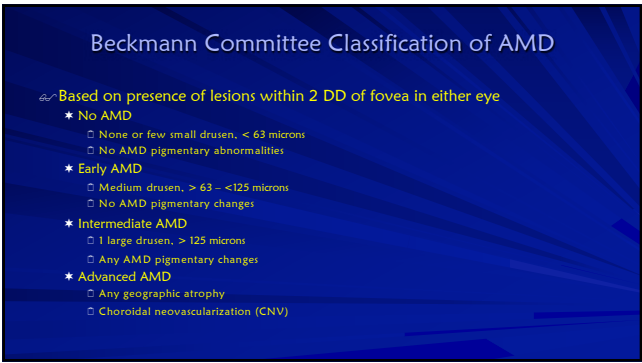 Beckmann Committee Classification of AMD
Based on presence of lesions within 2 DD of fovea in either eye
No AMD
None or few small drusen, < 63 microns
No AMD pigmentary abnormalities
Early AMD
Medium drusen, > 63 – <125 microns
No AMD pigmentary changes
Intermediate AMD
1 large drusen, > 125 microns
Any AMD pigmentary changes
Advanced AMD
Any geographic atrophy
Choroidal neovascularization (CNV)